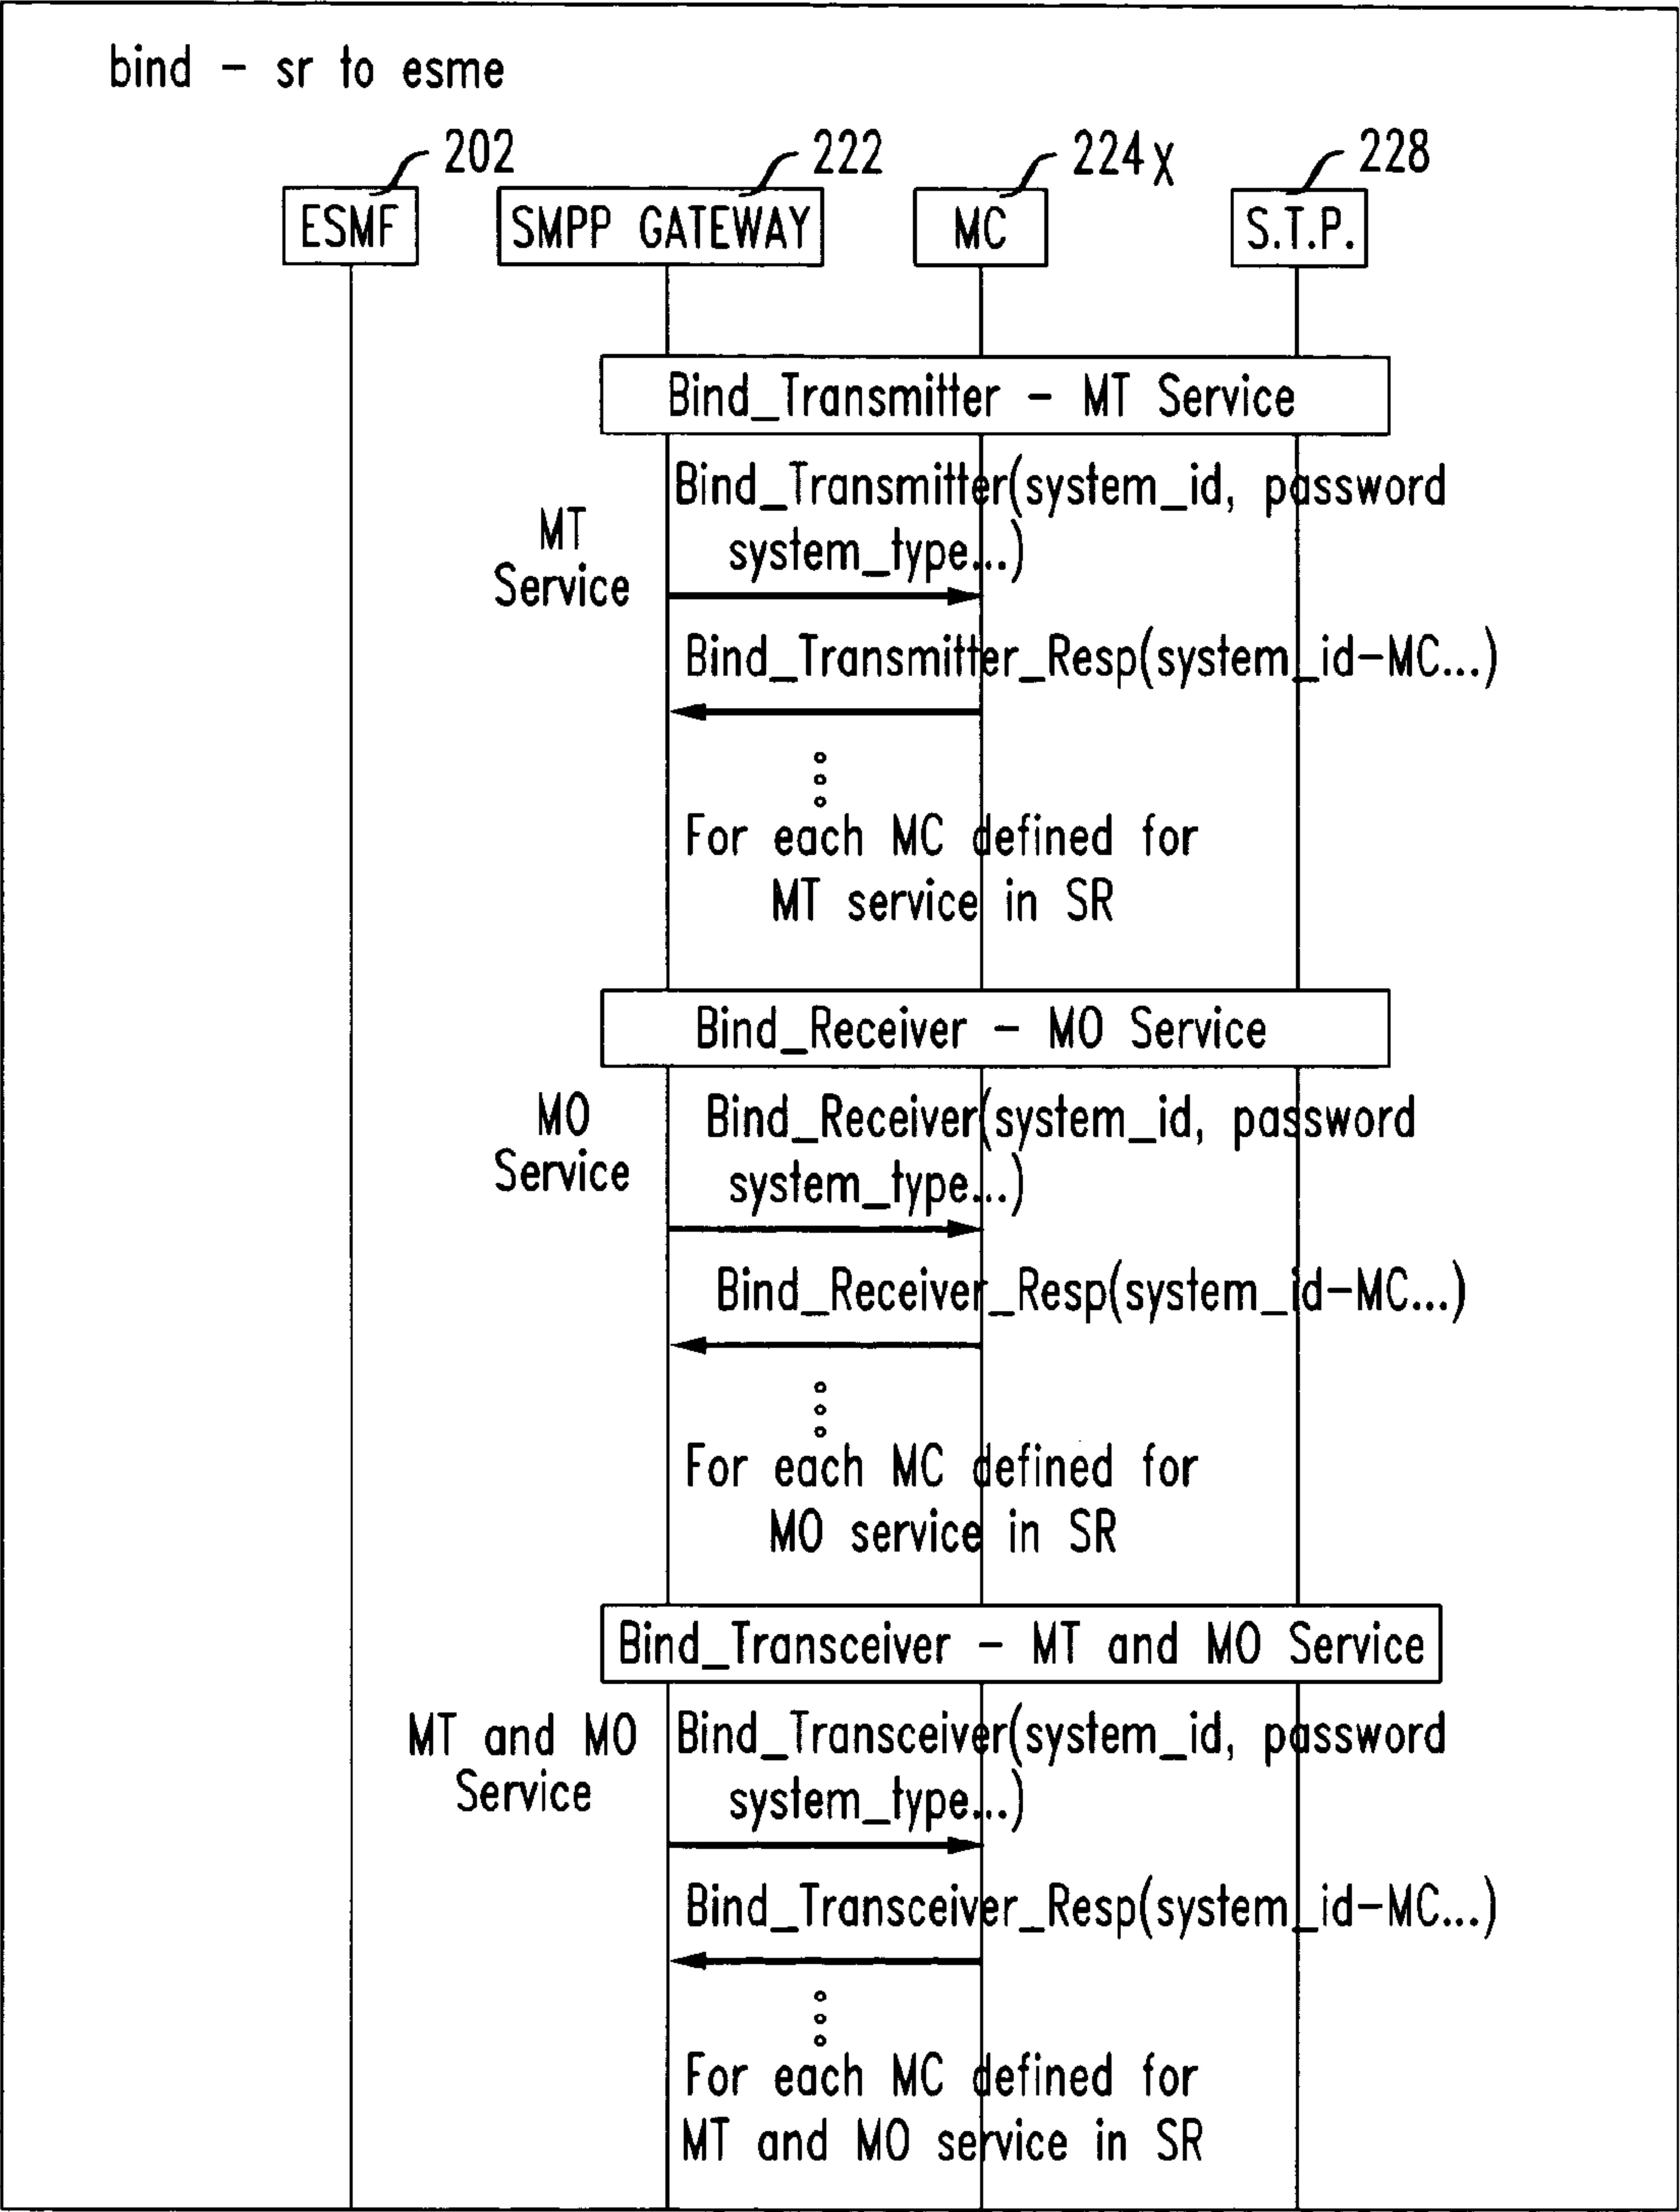 bind - sr to esme
202
222
224X
228
ESMF
SMPP GATEWAY
MC
S.T.P.
Bind_Transmitter - MT Service
MT
Service
Bind_Transmitter(system_id, password
system_type...)
Bind_Transmitter_Resp(system_id-MC...)
For each MC defined for
MT service in SR
Bind_Receiver - MO Service
MO
Service
Bind_Receiver(system_id, password
system_type...)
Bind_Receiver_Resp(system_id-MC...)
For each MC defined for
MO service in SR
Bind_Transceiver - MT and MO Service
MT and MO
Service
Bind_Transceiver(system_id, password
system_type...)
Bind_Transceiver_Resp(system_id-MC...)
For each MC defined for
MT and MO service in SR